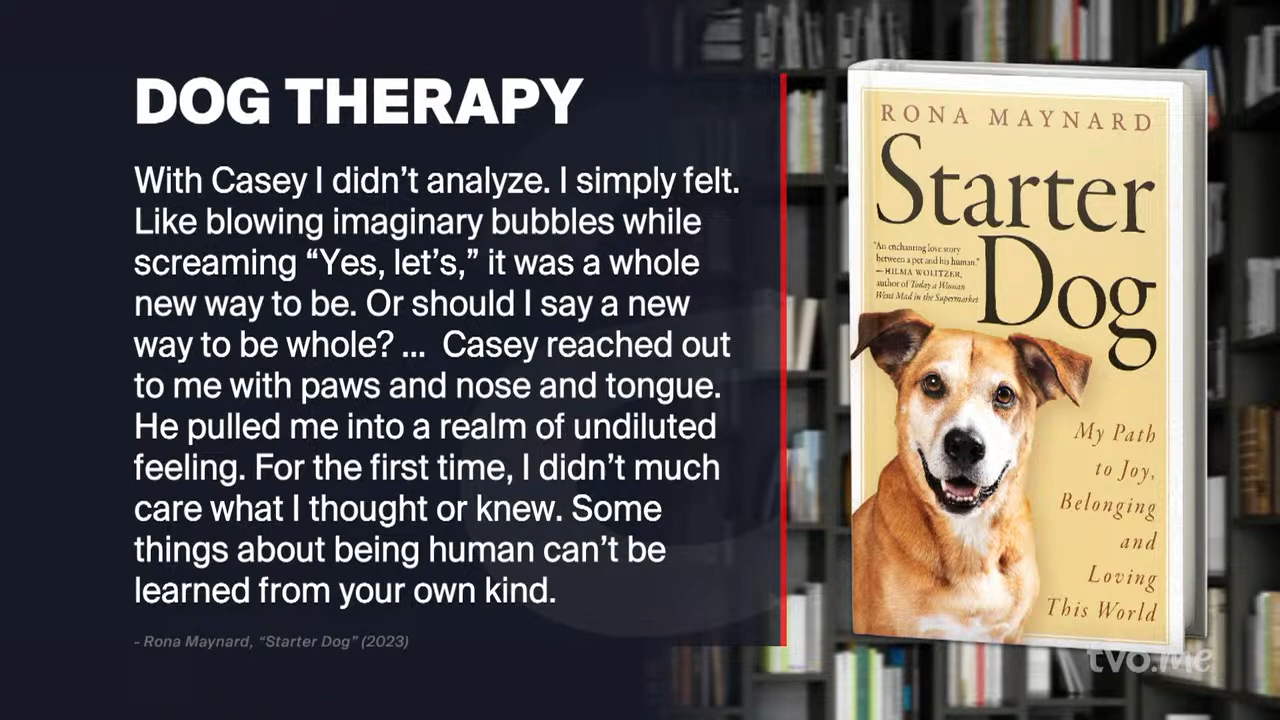 DOG THERAPY
With Casey I didn't analyze. I simply felt.
Like blowing imaginary bubbles while
screaming “Yes, let's,” it was a whole
new way to be. Or should I say a new
way to be whole? ... Casey reached out
to me with paws and nose and tongue.
He pulled me into a realm of undiluted
feeling. For the first time, I didn't much
care what I thought or knew. Some
things about being human can't be
learned from your own kind.
– Rona Maynard, “Starter Dog” (2023)
RONA MAYNARD
Starter
Dog
“An enchanting love story
between a pet and his human.”
— HILMA WOLITZER,
author of Today a Woman
Went Mad in the Supermarket
My Path
to Joy,
Belonging
and
Loving
This World
tvo.me